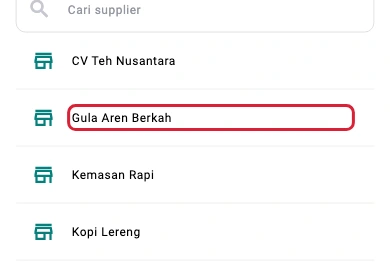 Cari supplier
CV Teh Nusantara
Gula Aren Berkah
Kemasan Rapi
Kopi Lereng